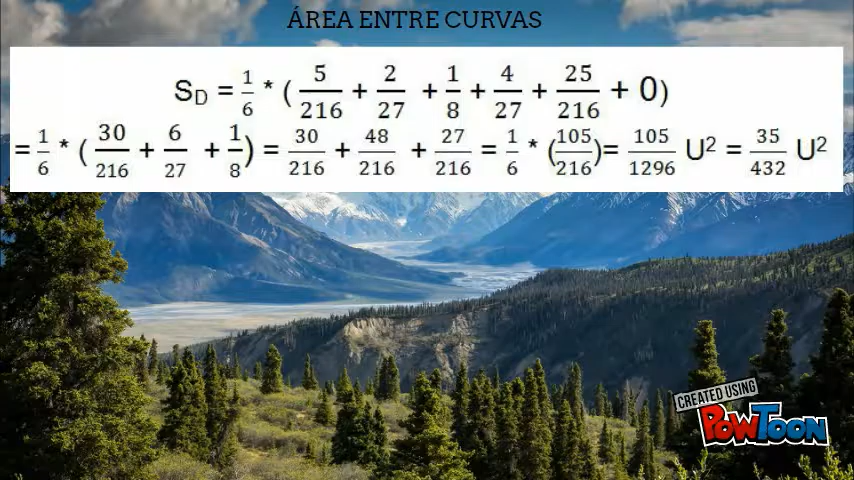 ÁREA ENTRE CURVAS
S_D = 1/6 * ( 5/216 + 2/27 + 1/8 + 4/27 + 25/216 + 0)
= 1/6 * ( 30/216 + 6/27 + 1/8) = 30/216 + 48/216 + 27/216 = 1/6 * (105/216)= 105/1296 U² = 35/432 U²
CREATED USING
PowToon